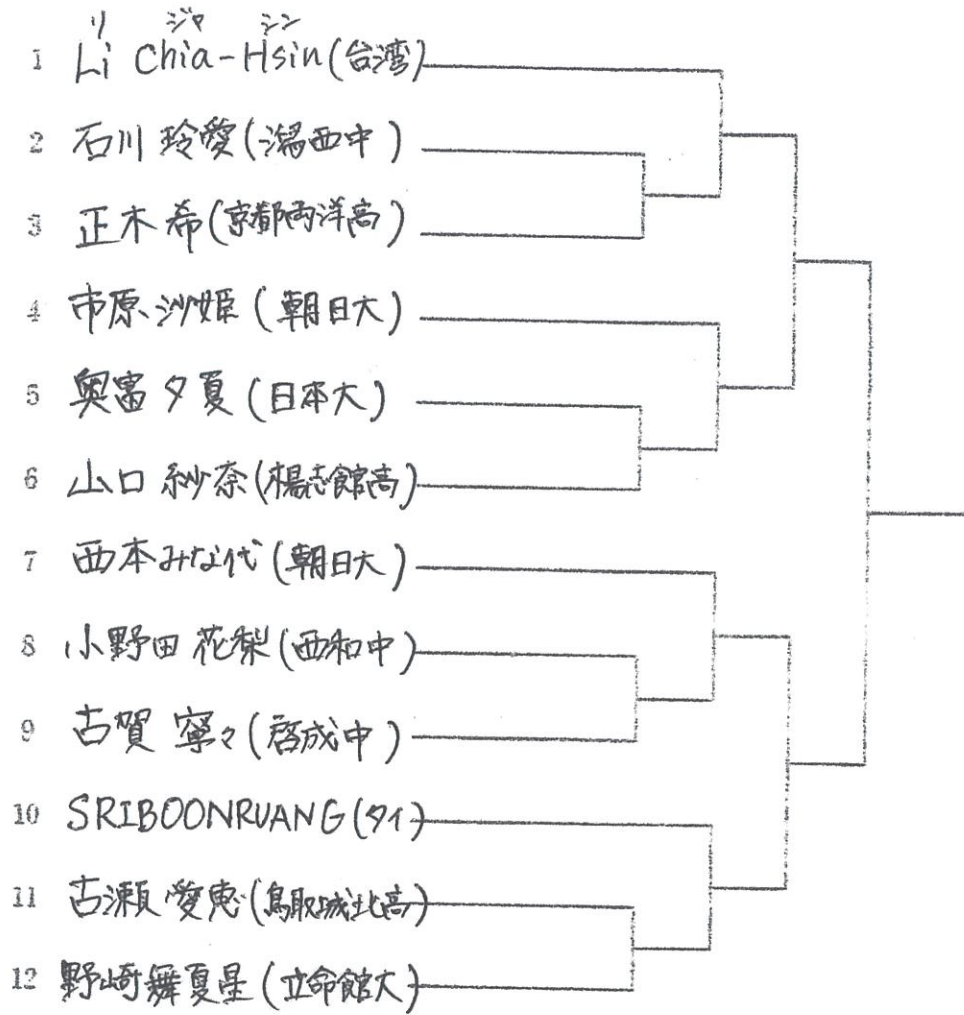 リ ジャ シン
1 Li Chia-Hsin (台湾)
2 石川 玲愛 (潟西中)
3 正木 希 (京都両洋高)
4 市原 沙姫 (朝日大)
5 奥富 夕夏 (日本大)
6 山口 紗奈 (楊志館高)
7 西本みな代 (朝日大)
8 小野田 花梨 (西和中)
9 古賀 寧々 (啓成中)
10 SRIBOONRUANG (タイ)
11 古瀬 愛恵 (鳥取城北高)
12 野崎舞夏星 (立命館大)